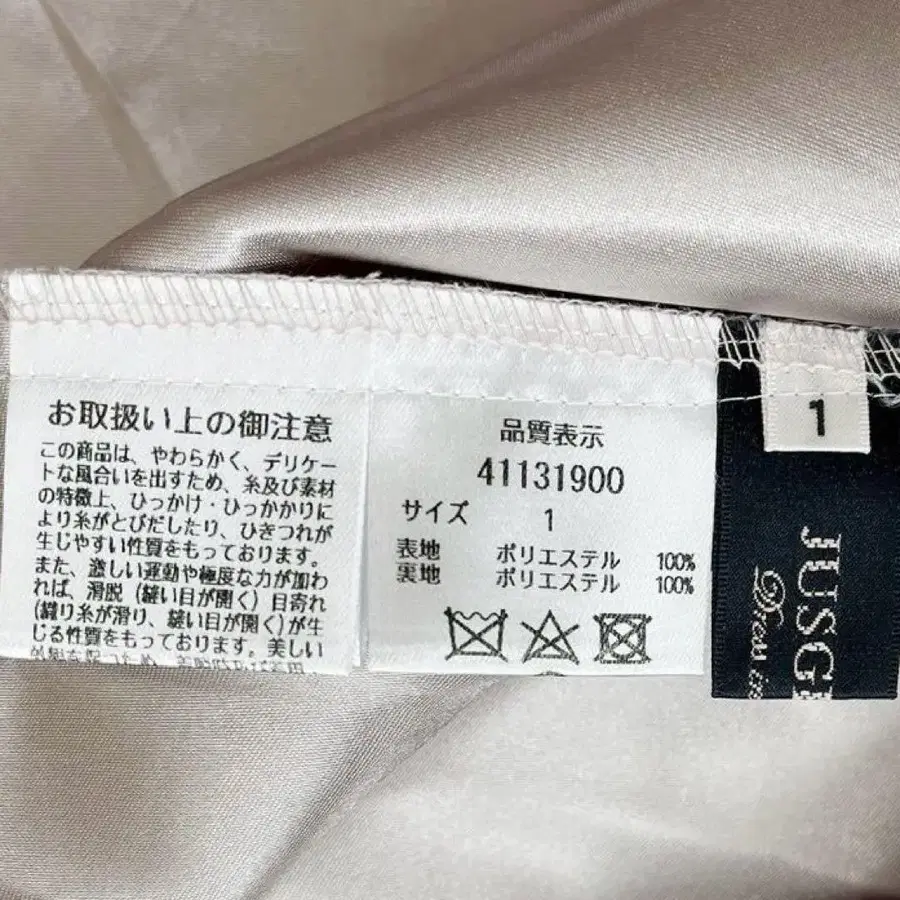 お取扱い上の御注意
この商品は、やわらかく、デリケー
トな風合いを出すため、糸及び素材
の特徴上、ひっかけ・ひっかかりに
より糸がとびだしたり、ひきつれが
生じやすい性質をもっております。
また、激しい運動や極度な力が加わ
れば、滑脱(縫い目が開く)目寄れ
(織り糸が滑り、縫い目が開く)が生
じる性質をもっております。美しい
品質表示
41131900
サイズ 1
表地 ポリエステル 100%
裏地 ポリエステル 100%
1
JUSG
Dress